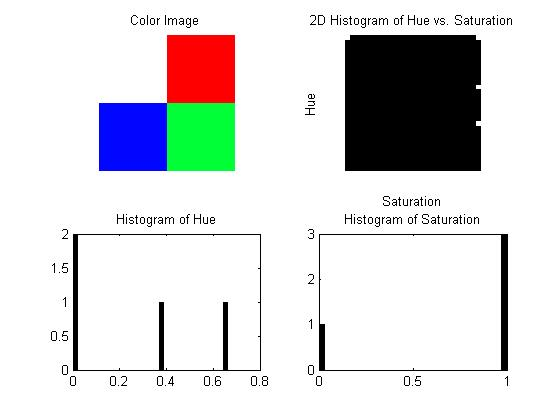 Color Image
2D Histogram of Hue vs. Saturation
Hue
Saturation
Histogram of Hue
Histogram of Saturation
2
1.5
1
0.5
0
0 0.2 0.4 0.6 0.8
3
2
1
0
0 0.5 1